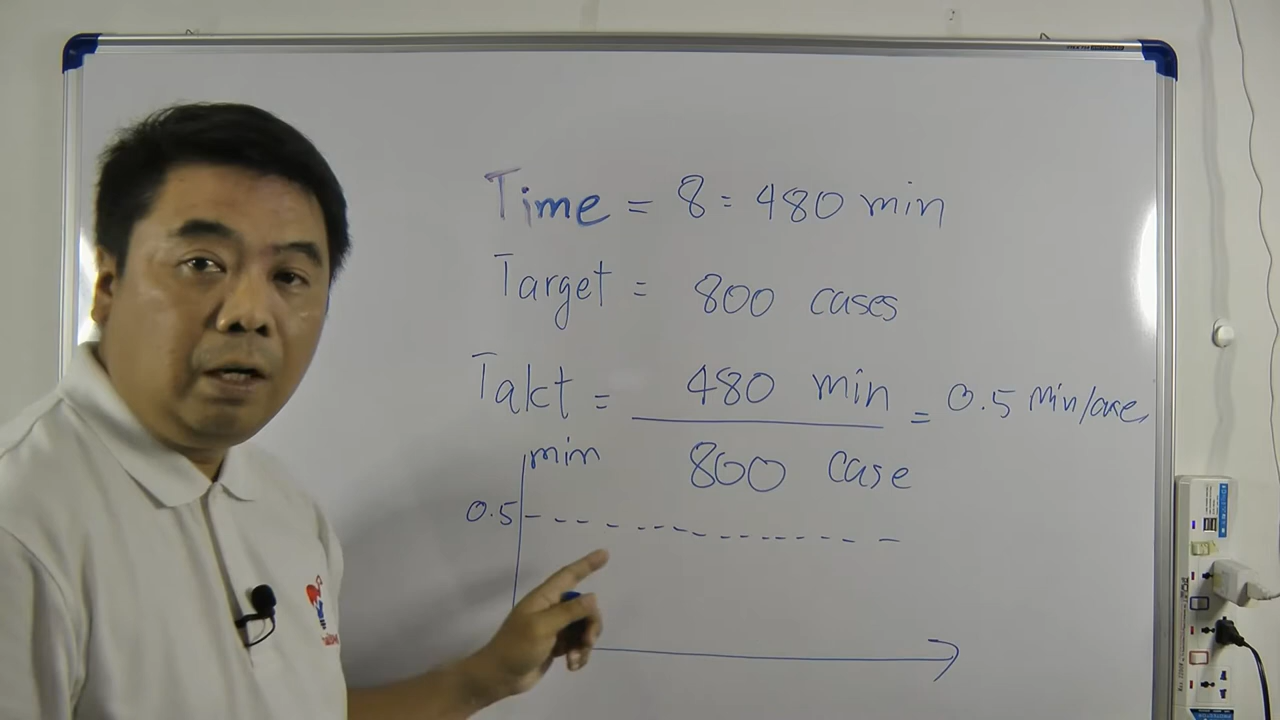 Time = 8 = 480 min
Target = 800 cases
Takt = 480 min / 800 case = 0.5 Min/case
min
0.5